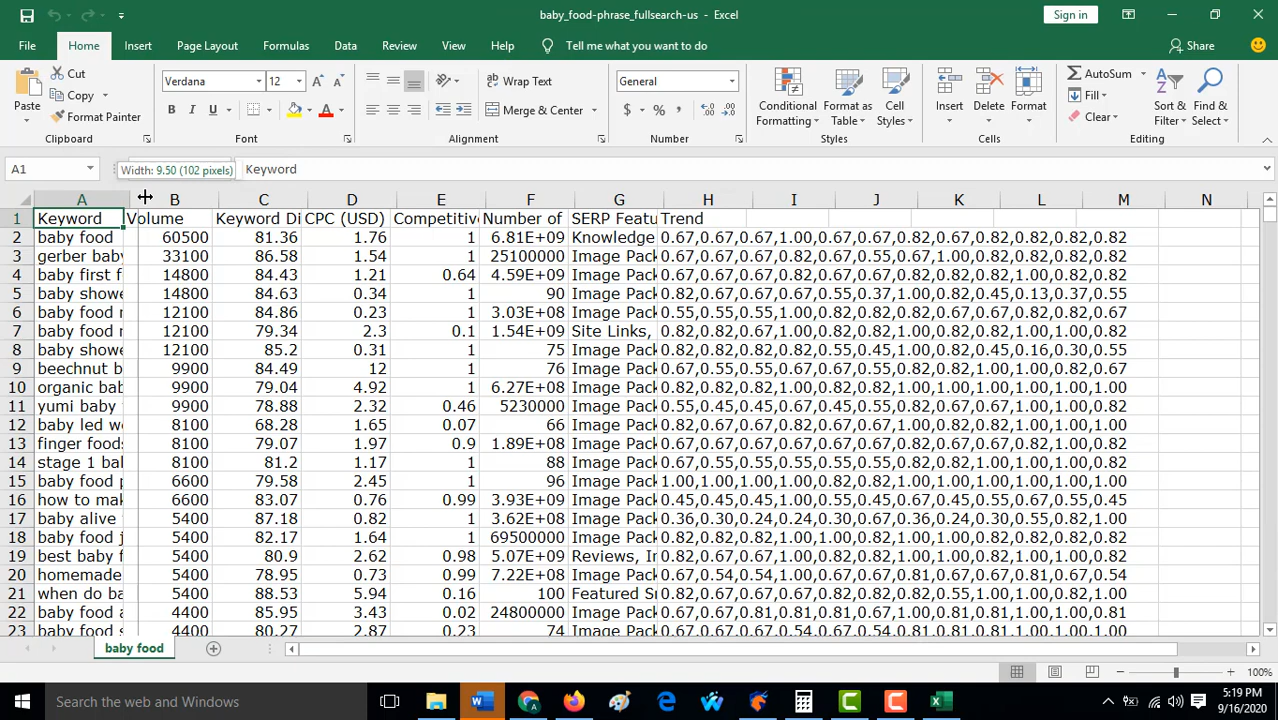 baby_food-phrase_fullsearch-us - Excel
Sign in
File Home Insert Page Layout Formulas Data Review View Help Tell me what you want to do Share
Paste
Cut
Copy
Format Painter
Clipboard
Verdana 12
B I U
Font
Wrap Text
Merge & Center
Alignment
General
$ % ,
Number
Conditional Formatting
Format as Table
Cell Styles
Styles
Insert
Delete
Format
Cells
AutoSum
Fill
Clear
Sort & Filter
Find & Select
Editing
A1 Width: 9.50 (102 pixels) Keyword
A B C D E F G H I J K L M N
1 Keyword Volume Keyword Di CPC (USD) Competitive Number of SERP Featu Trend
2 baby food 60500 81.36 1.76 1 6.81E+09 Knowledge 0.67,0.67,0.67,1.00,0.67,0.67,0.82,0.67,0.82,0.82,0.82,0.82
3 gerber baby 33100 86.58 1.54 1 25100000 Image Pack 0.67,0.67,0.67,0.82,0.67,0.55,0.67,1.00,0.82,0.82,0.82,0.67
4 baby first f 14800 84.43 1.21 0.64 4.59E+09 Image Pack 0.82,0.67,0.67,0.82,0.67,0.67,0.82,0.82,0.82,1.00,0.82,0.82
5 baby showe 14800 84.63 0.34 1 90 Image Pack 0.82,0.67,0.67,0.67,0.55,0.37,1.00,0.82,0.45,0.13,0.37,0.55
6 baby food r 12100 84.86 0.23 1 3.03E+08 Image Pack 0.55,0.55,0.55,1.00,0.55,0.55,0.67,0.82,0.67,0.82,0.82,0.67
7 baby food r 12100 79.34 2.3 0.1 1.54E+09 Site Links, 0.82,0.82,0.67,1.00,0.82,0.67,0.82,0.82,1.00,1.00,0.82,0.82
8 baby showe 12100 85.2 0.31 1 75 Image Pack 0.82,0.82,0.82,0.82,0.55,0.45,1.00,0.82,0.45,0.16,0.30,0.55
9 beechnut b 9900 84.49 12 1 76 Image Pack 0.82,0.82,0.82,1.00,0.82,0.55,0.82,1.00,0.82,1.00,0.82,0.67
10 organic bab 9900 79.04 4.92 1 6.27E+08 Image Pack 0.82,0.82,0.82,1.00,0.82,0.82,1.00,1.00,1.00,1.00,1.00,1.00
11 yumi baby 9900 78.88 2.32 0.46 5230000 Image Pack 0.55,0.45,0.45,0.67,0.45,0.55,0.82,0.67,0.67,1.00,1.00,0.82
12 baby led we 8100 68.28 1.65 0.07 66 Image Pack 0.67,0.67,0.67,0.82,0.67,0.67,0.82,0.82,1.00,1.00,1.00,0.82
13 finger foods 8100 79.07 1.97 0.9 1.89E+08 Image Pack 0.67,0.67,0.67,0.82,0.67,0.67,0.82,0.67,0.82,1.00,0.82,0.82
14 stage 1 bal 8100 81.2 1.17 1 88 Image Pack 0.67,0.55,0.55,0.55,0.55,0.55,0.82,0.82,1.00,1.00,1.00,0.82
15 baby food p 6600 79.58 2.45 1 96 Image Pack 1.00,1.00,1.00,1.00,0.82,0.82,1.00,1.00,1.00,1.00,1.00,0.82
16 how to mak 6600 83.07 0.76 0.99 3.93E+09 Image Pack 0.45,0.45,0.45,1.00,0.55,0.45,0.67,0.45,0.55,0.67,0.55,0.45
17 baby alive 5400 87.18 0.82 1 3.62E+08 Image Pack 0.36,0.30,0.24,0.24,0.30,0.67,0.36,0.24,0.30,0.55,0.82,1.00
18 baby food j 5400 82.17 1.64 1 69500000 Image Pack 0.82,0.82,0.82,1.00,0.82,0.82,1.00,0.82,1.00,1.00,1.00,0.82
19 best baby f 5400 80.9 2.62 0.98 5.07E+09 Reviews, Ir 0.82,0.67,0.67,0.82,0.67,0.82,1.00,1.00,0.82,1.00,1.00,0.82
20 homemade 5400 78.95 0.73 0.99 7.22E+08 Image Pack 0.67,0.54,0.54,1.00,0.67,0.67,0.81,0.67,0.81,0.67,0.81,0.67,0.54
21 when do ba 5400 88.53 5.94 0.16 100 Featured Sr 0.82,0.67,0.67,0.82,0.82,0.82,0.82,0.55,1.00,0.82,0.82,0.82
22 baby food a 4400 85.95 3.43 0.02 24800000 Image Pack 0.67,0.67,0.81,0.81,0.81,0.67,0.81,0.81,0.81,1.00,1.00,0.81
23 baby food s 4400 80.27 2.87 0.23 74 Image Pack 0.67,0.67,0.67,0.54,0.67,0.54,0.81,0.81,0.81,1.00,1.00,0.82
baby food
100%
Search the web and Windows
5:19 PM
9/16/2020